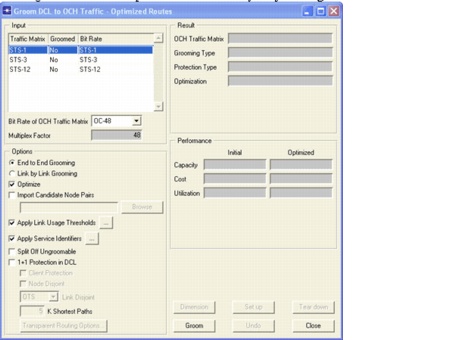 Groom DCL to OCH Traffic - Optimized Routes
Input
Traffic Matrix Groomed Bit Rate
STS-1 No STS-1
STS-3 No STS-3
STS-12 No STS-12
Bit Rate of OCH Traffic Matrix OC-48
Multiplex Factor 48
Options
End to End Grooming
Link by Link Grooming
Optimize
Import Candidate Node Pairs
Browse
Apply Link Usage Thresholds ...
Apply Service Identifiers ...
Split Off Ungroomable
1+1 Protection in DCL
Client Protection
Node Disjoint
OTS Link Disjoint
5 K Shortest Paths
Transparent Routing Options...
Result
OCH Traffic Matrix
Grooming Type
Protection Type
Optimization
Performance
Initial Optimized
Capacity
Cost
Utilization
Dimension Set up Tear down
Groom Undo Close